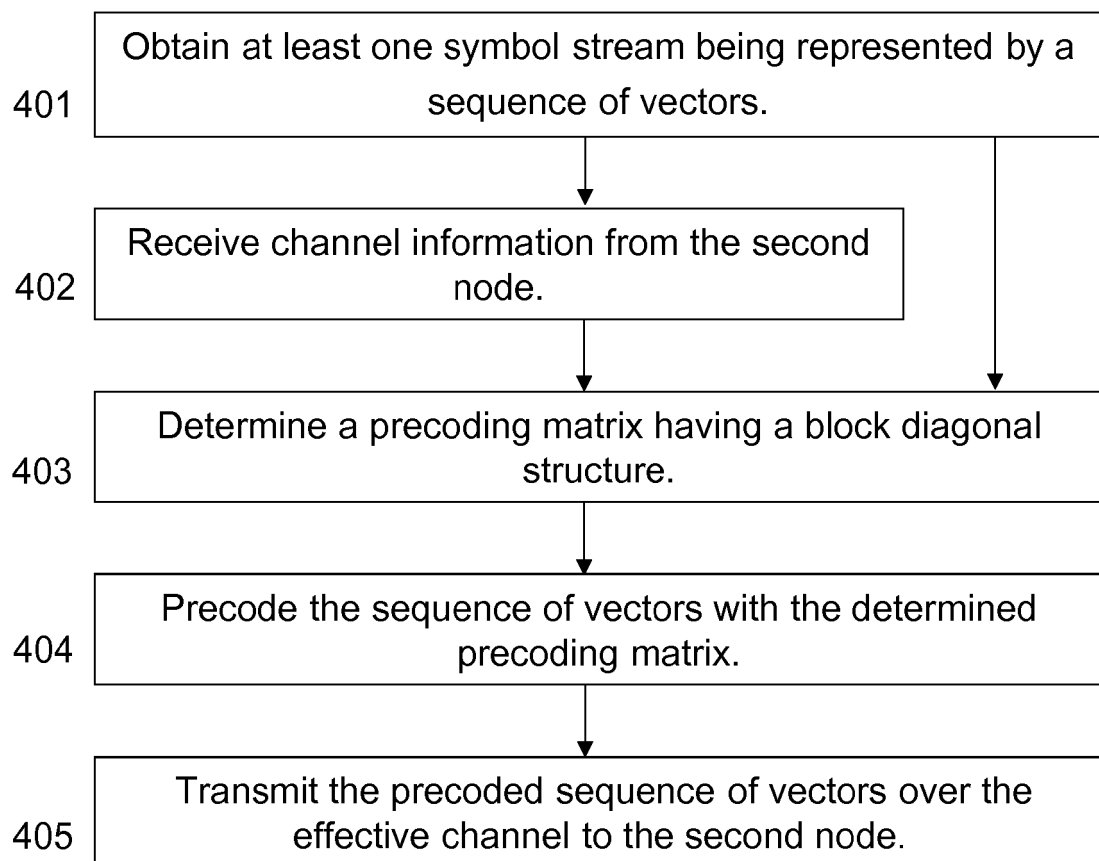 Obtain at least one symbol stream being represented by a
401
sequence of vectors.
Receive channel information from the second
402
node.
Determine a precoding matrix having a block diagonal
403
structure.
Precode the sequence of vectors with the determined
404
precoding matrix.
Transmit the precoded sequence of vectors over the
405
effective channel to the second node.